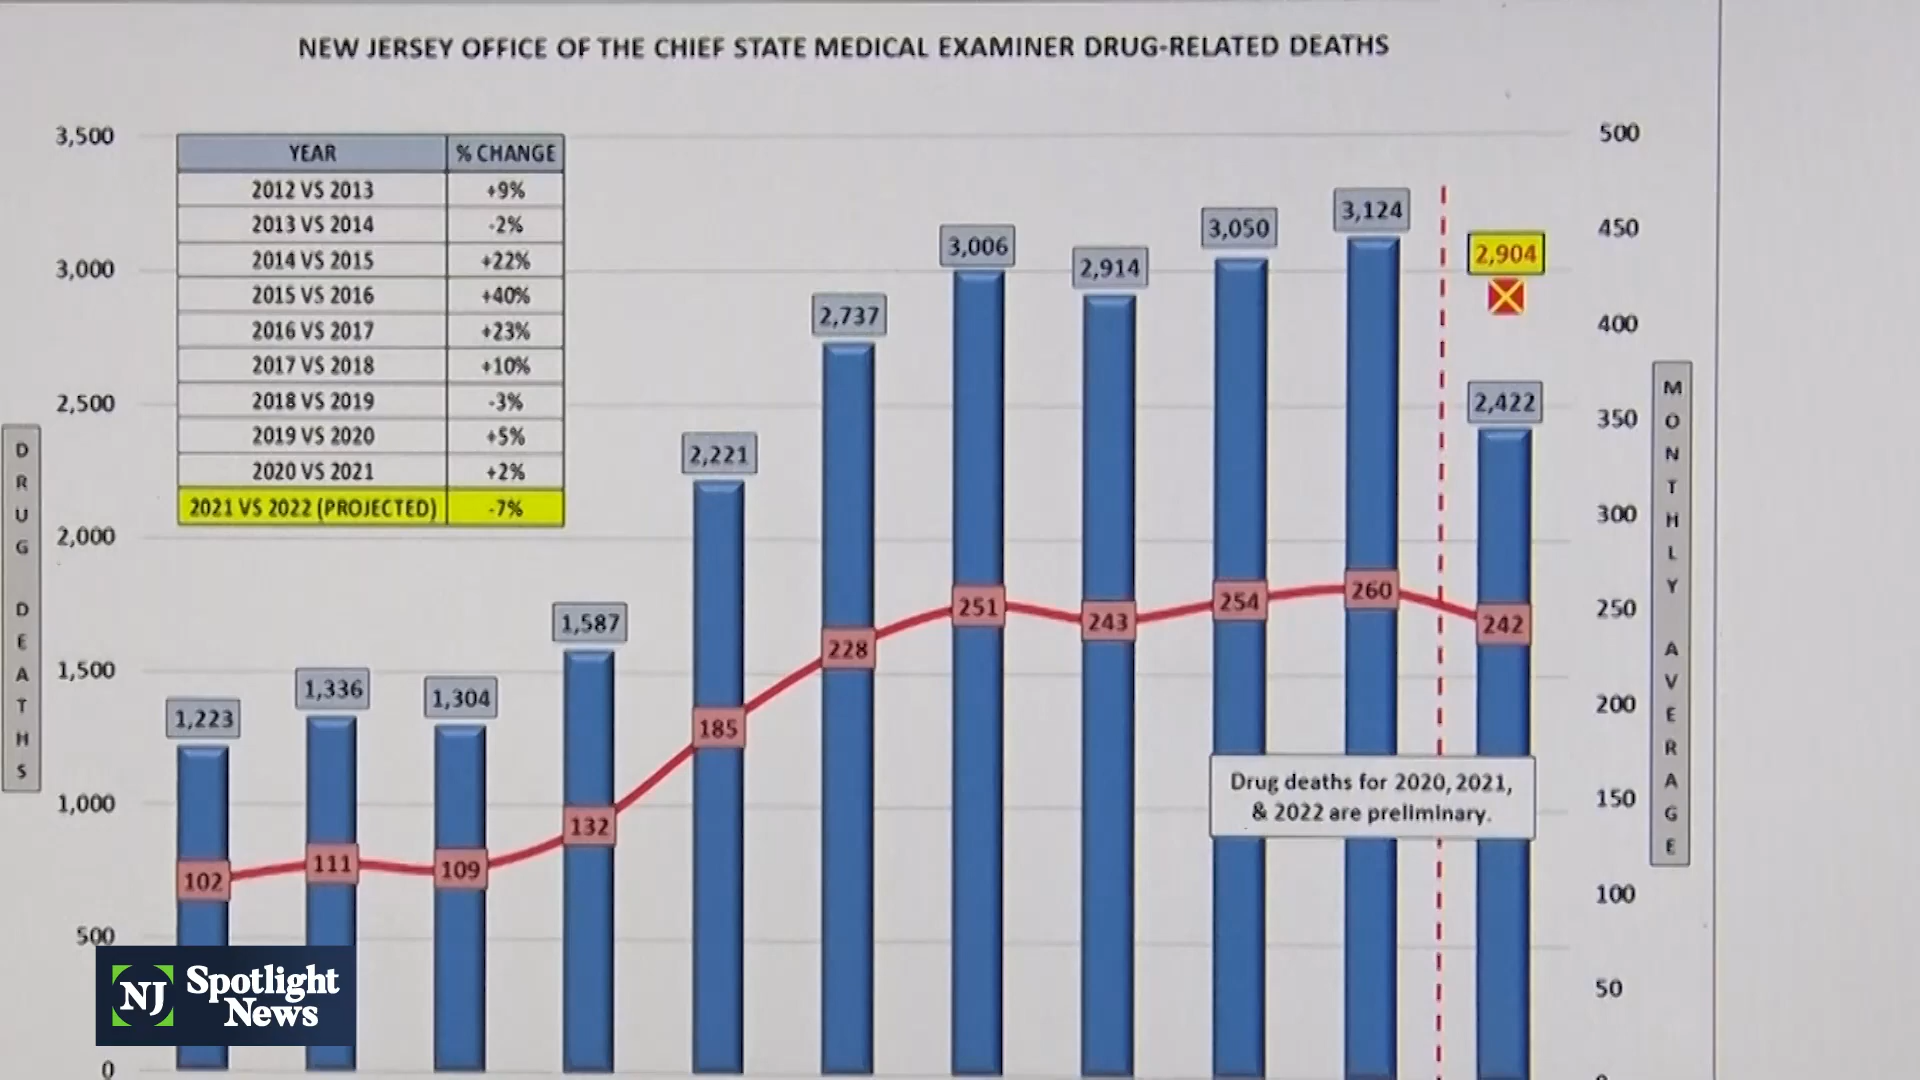 NEW JERSEY OFFICE OF THE CHIEF STATE MEDICAL EXAMINER DRUG-RELATED DEATHS
3,500
3,000
2,500
2,000
1,500
1,000
500
0
DRUG DEATHS
YEAR % CHANGE
2012 VS 2013 +9%
2013 VS 2014 -2%
2014 VS 2015 +22%
2015 VS 2016 +40%
2016 VS 2017 +23%
2017 VS 2018 +10%
2018 VS 2019 -3%
2019 VS 2020 +5%
2020 VS 2021 +2%
2021 VS 2022 (PROJECTED) -7%
1,223
1,336
1,304
1,587
2,221
2,737
3,006
2,914
3,050
3,124
2,904
2,422
102
111
109
132
185
228
251
243
254
260
242
Drug deaths for 2020, 2021,
& 2022 are preliminary.
500
450
400
350
300
250
200
150
100
50
MONTHLY AVERAGE
NJ Spotlight
News